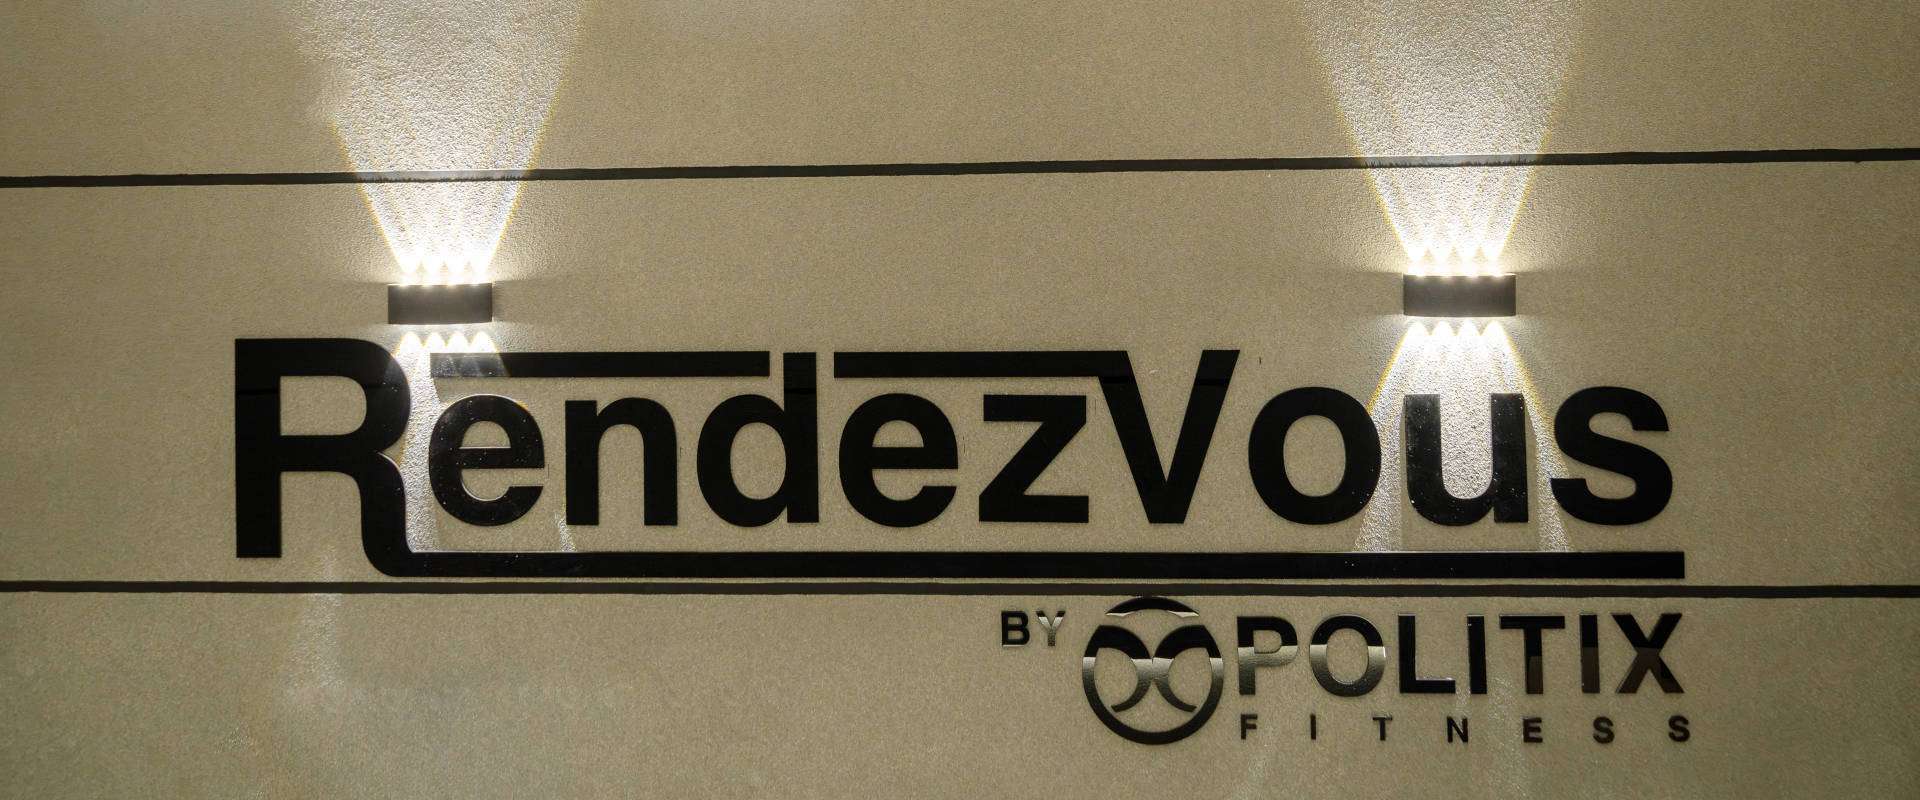 RendezVous
BY POLITIX
FITNESS